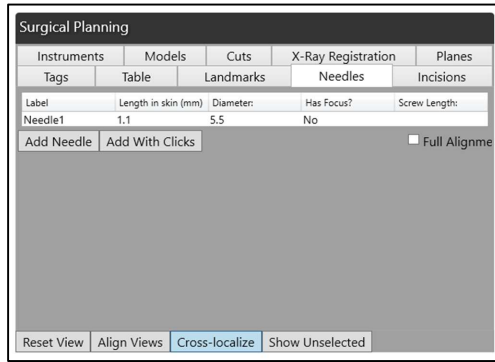 Surgical Planning
Instruments Models Cuts X-Ray Registration Planes
Tags Table Landmarks Needles Incisions
Label Length in skin (mm) Diameter: Has Focus? Screw Length:
Needle1 1.1 5.5 No
Add Needle Add With Clicks Full Alignme
Reset View Align Views Cross-localize Show Unselected